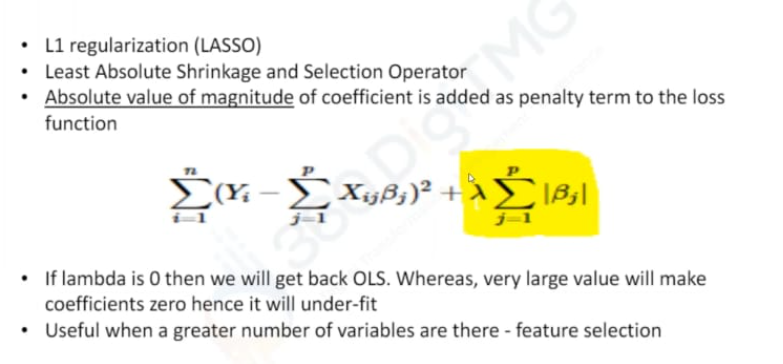 • L1 regularization (LASSO)
• Least Absolute Shrinkage and Selection Operator
• Absolute value of magnitude of coefficient is added as penalty term to the loss
function
\sum_{i=1}^{n}(Y_i - \sum_{j=1}^{p} X_{ij}\beta_j)^2 + \lambda \sum_{j=1}^{p} |\beta_j|
• If lambda is 0 then we will get back OLS. Whereas, very large value will make
coefficients zero hence it will under-fit
• Useful when a greater number of variables are there - feature selection
360DigiTMG